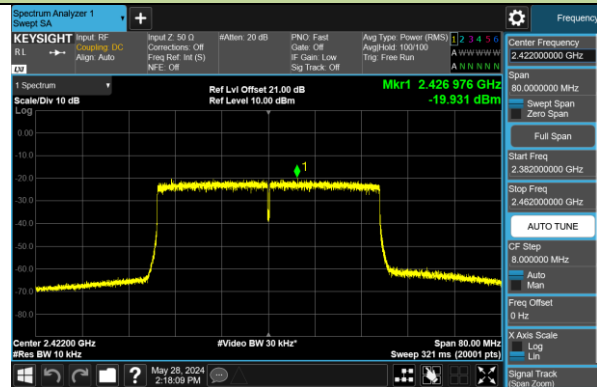 Spectrum Analyzer 1
Swept SA
Frequency
KEYSIGHT
RL
LXI
Input: RF
Coupling: DC
Align: Auto
Input Z: 50 Ω
Corrections: Off
Freq Ref: Int (S)
NFE: Off
#Atten: 20 dB
PNO: Fast
Gate: Off
IF Gain: Low
Sig Track: Off
Avg Type: Power (RMS)
Avg|Hold: 100/100
Trig: Free Run
1 2 3 4 5 6
A W W W W W
A N N N N N
1 Spectrum
Scale/Div 10 dB
Log
Ref Lvl Offset 21.00 dB
Ref Level 10.00 dBm
Mkr1 2.426 976 GHz
-19.931 dBm
0.00
-10.0
-20.0
-30.0
-40.0
-50.0
-60.0
-70.0
-80.0
1
Center 2.42200 GHz
#Res BW 10 kHz
#Video BW 30 kHz*
Span 80.00 MHz
Sweep 321 ms (20001 pts)
Center Frequency
2.422000000 GHz
Span
80.0000000 MHz
Swept Span
Zero Span
Full Span
Start Freq
2.382000000 GHz
Stop Freq
2.462000000 GHz
AUTO TUNE
CF Step
8.000000 MHz
Auto
Man
Freq Offset
0 Hz
X Axis Scale
Log
Lin
Signal Track
(Span Zoom)
?
May 28, 2024
2:18:09 PM